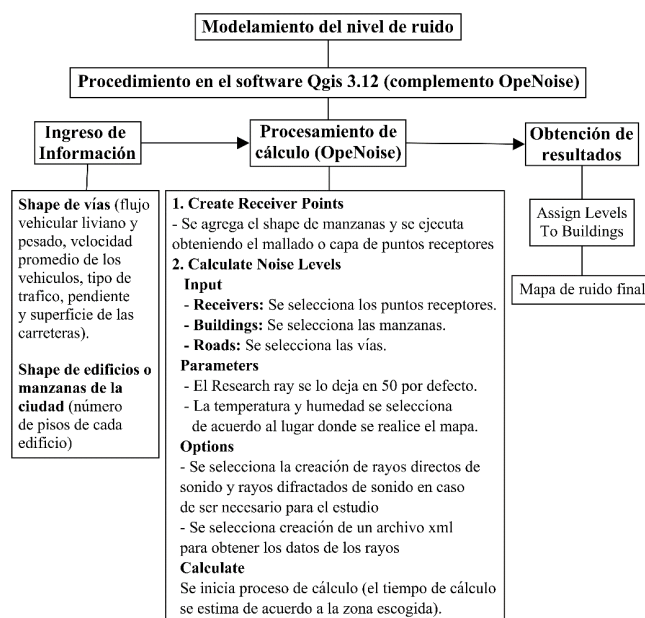 Modelamiento del nivel de ruido
Procedimiento en el software Qgis 3.12 (complemento OpeNoise)
Ingreso de
Información
Procesamiento de
cálculo (OpeNoise)
Obtención de
resultados
Shape de vías (flujo
vehicular liviano y
pesado, velocidad
promedio de los
vehiculos, tipo de
trafico, pendiente
y superficie de las
carreteras).
Shape de edificios o
manzanas de la
ciudad (número
de pisos de cada
edificio)
1. Create Receiver Points
- Se agrega el shape de manzanas y se ejecuta
obteniendo el mallado o capa de puntos receptores
2. Calculate Noise Levels
Input
- Receivers: Se selecciona los puntos receptores.
- Buildings: Se selecciona las manzanas.
- Roads: Se selecciona las vías.
Parameters
- El Research ray se lo deja en 50 por defecto.
- La temperatura y humedad se selecciona
de acuerdo al lugar donde se realice el mapa.
Options
- Se selecciona la creación de rayos directos de
sonido y rayos difractados de sonido en caso
de ser necesario para el estudio
- Se selecciona creación de un archivo xml
para obtener los datos de los rayos
Calculate
Se inicia proceso de cálculo (el tiempo de cálculo
se estima de acuerdo a la zona escogida).
Assign Levels
To Buildings
Mapa de ruido final